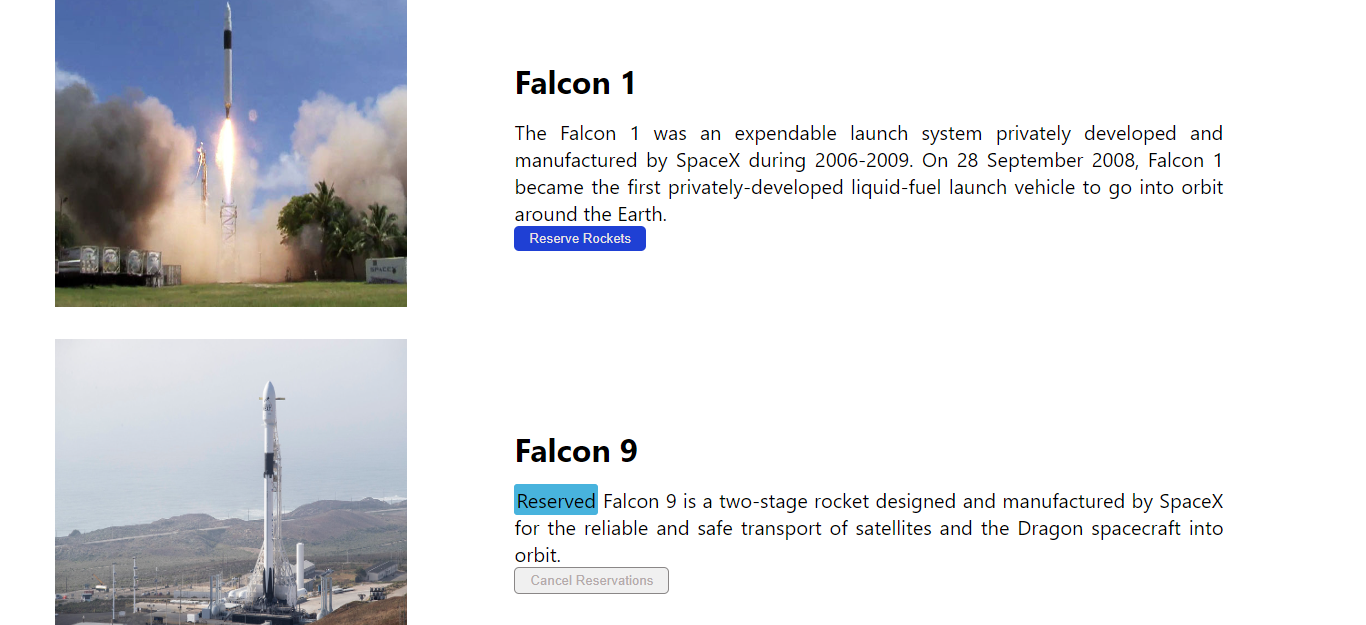 Falcon 1
The Falcon 1 was an expendable launch system privately developed and
manufactured by SpaceX during 2006-2009. On 28 September 2008, Falcon 1
became the first privately-developed liquid-fuel launch vehicle to go into orbit
around the Earth.
Reserve Rockets
SPACEX
Falcon 9
Reserved Falcon 9 is a two-stage rocket designed and manufactured by SpaceX
for the reliable and safe transport of satellites and the Dragon spacecraft into
orbit.
Cancel Reservations